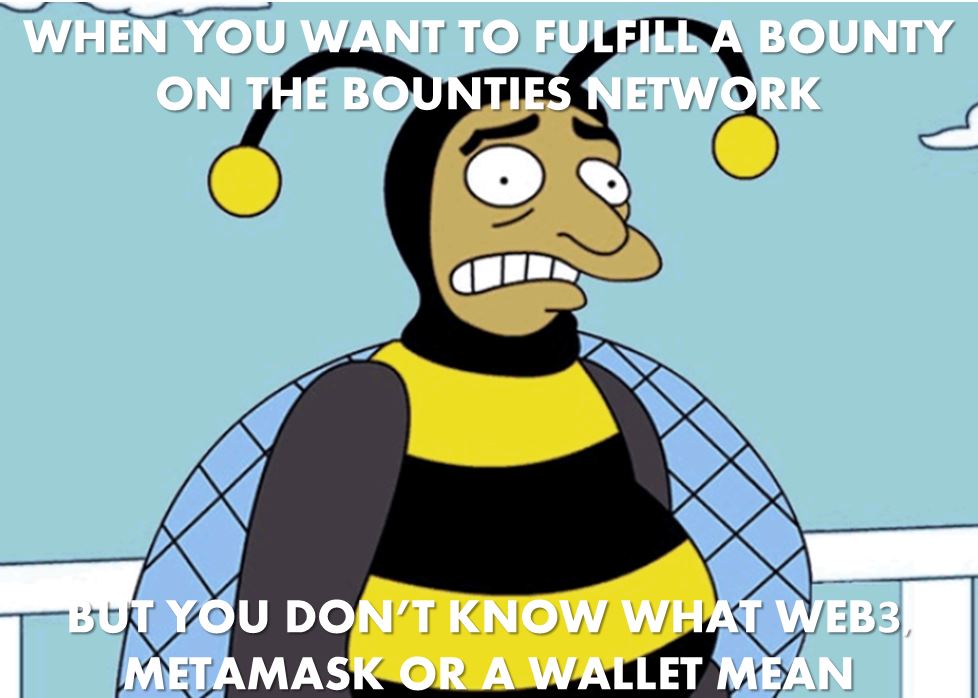 WHEN YOU WANT TO FULFILL A BOUNTY
ON THE BOUNTIES NETWORK
BUT YOU DON’T KNOW WHAT WEB3,
METAMASK OR A WALLET MEAN